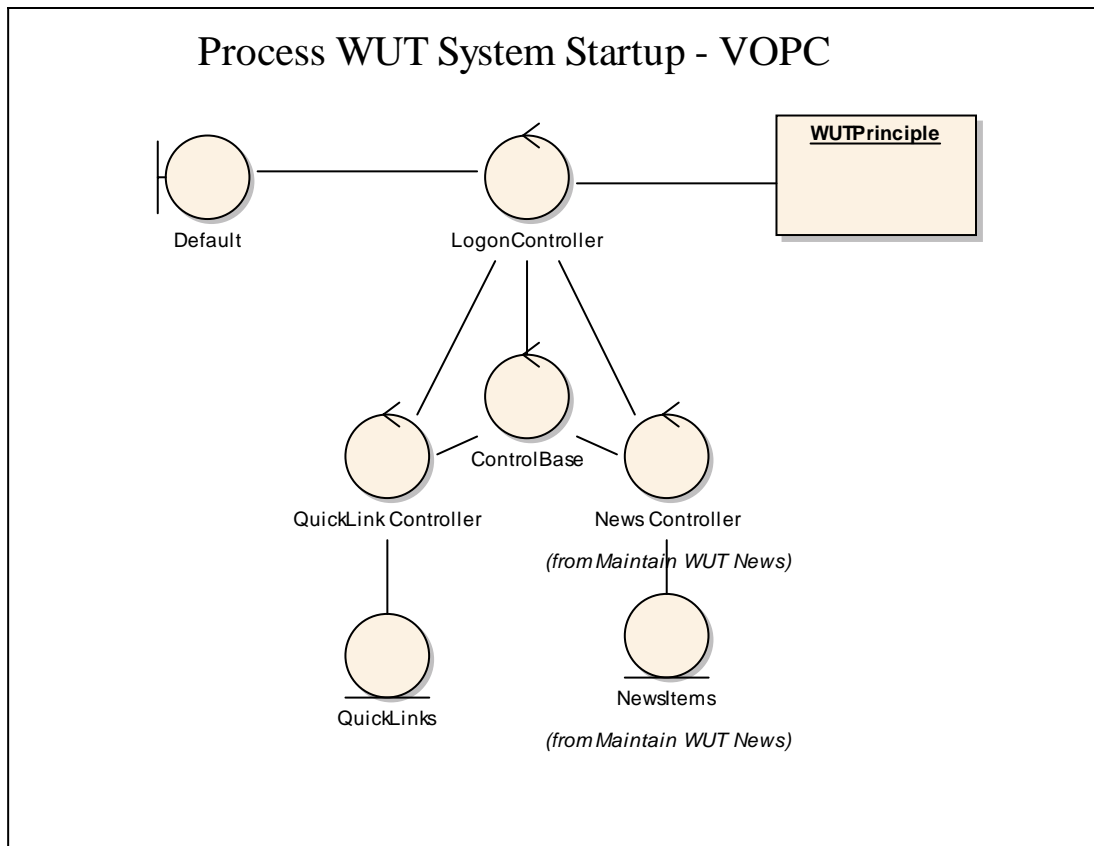 Process WUT System Startup - VOPC
WUTPrinciple
Default
LogonController
ControlBase
QuickLink Controller
News Controller
(from Maintain WUT News)
QuickLinks
NewsItems
(from Maintain WUT News)